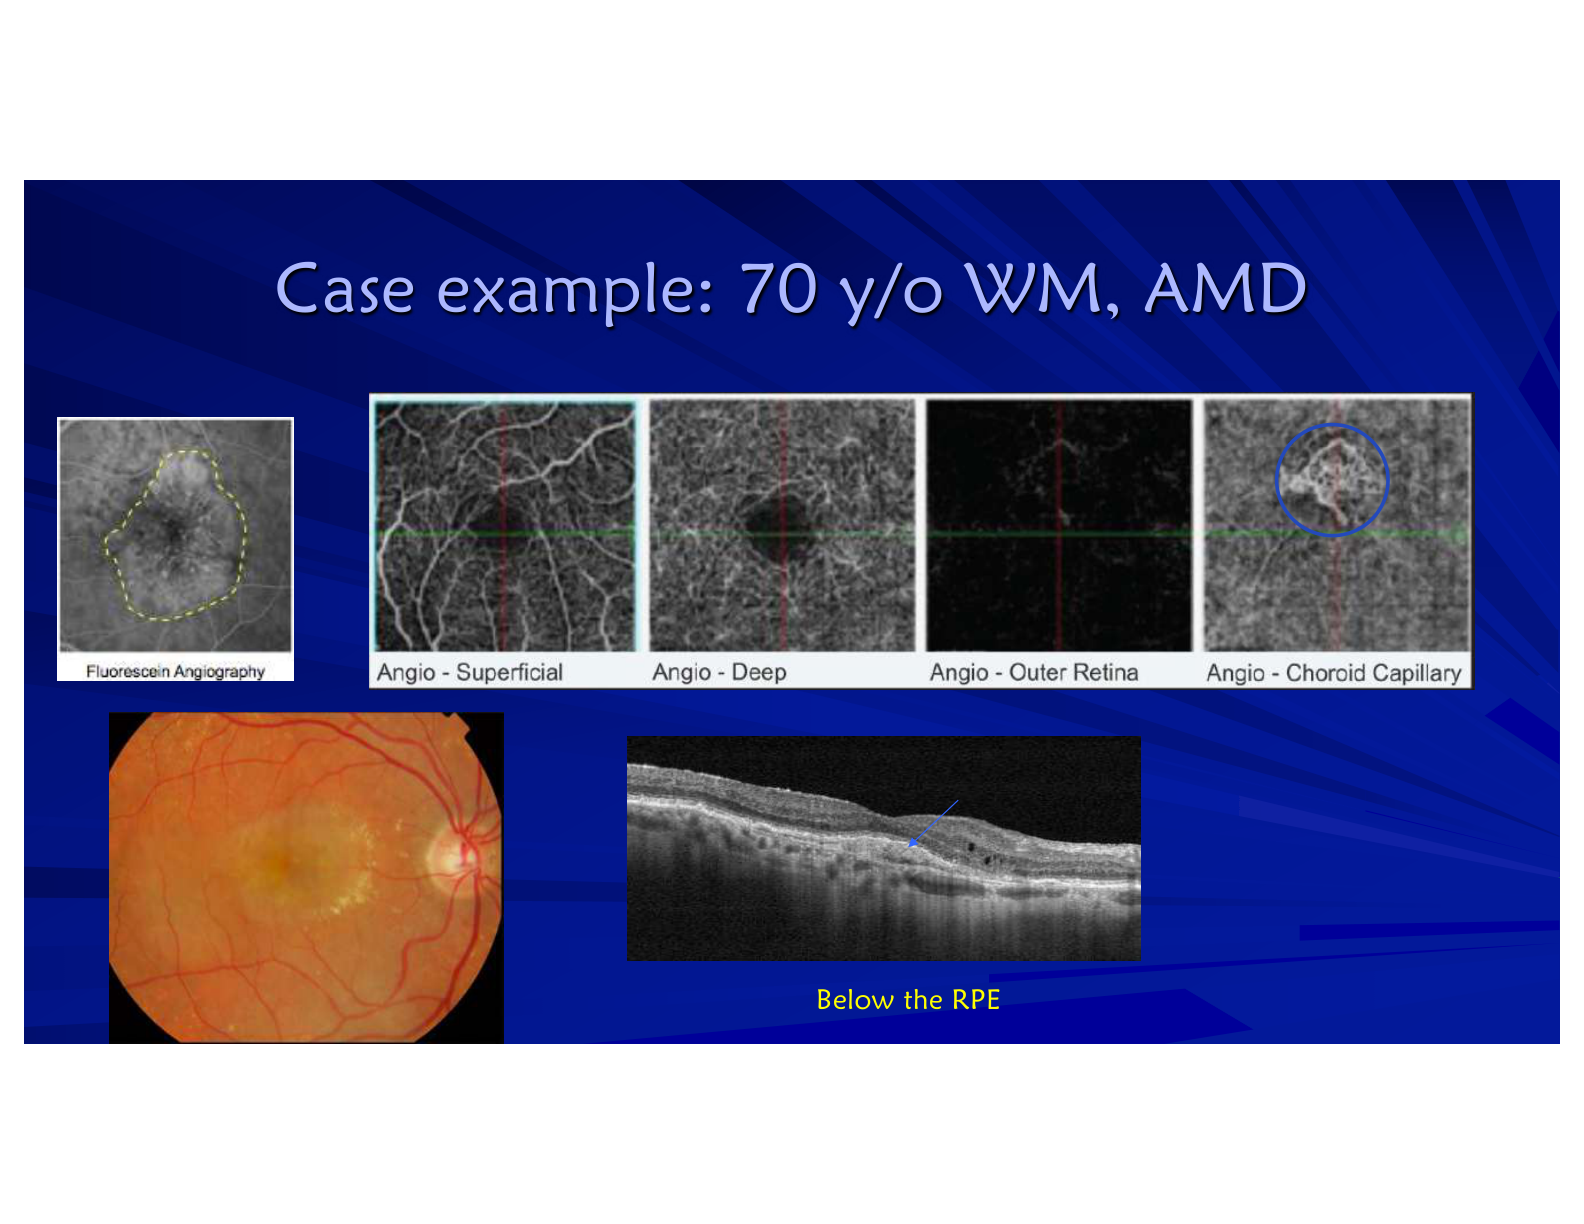 Case example: 70 y/o WM, AMD
Fluorescein Angiography
Angio - Superficial
Angio - Deep
Angio - Outer Retina
Angio - Choroid Capillary
Below the RPE